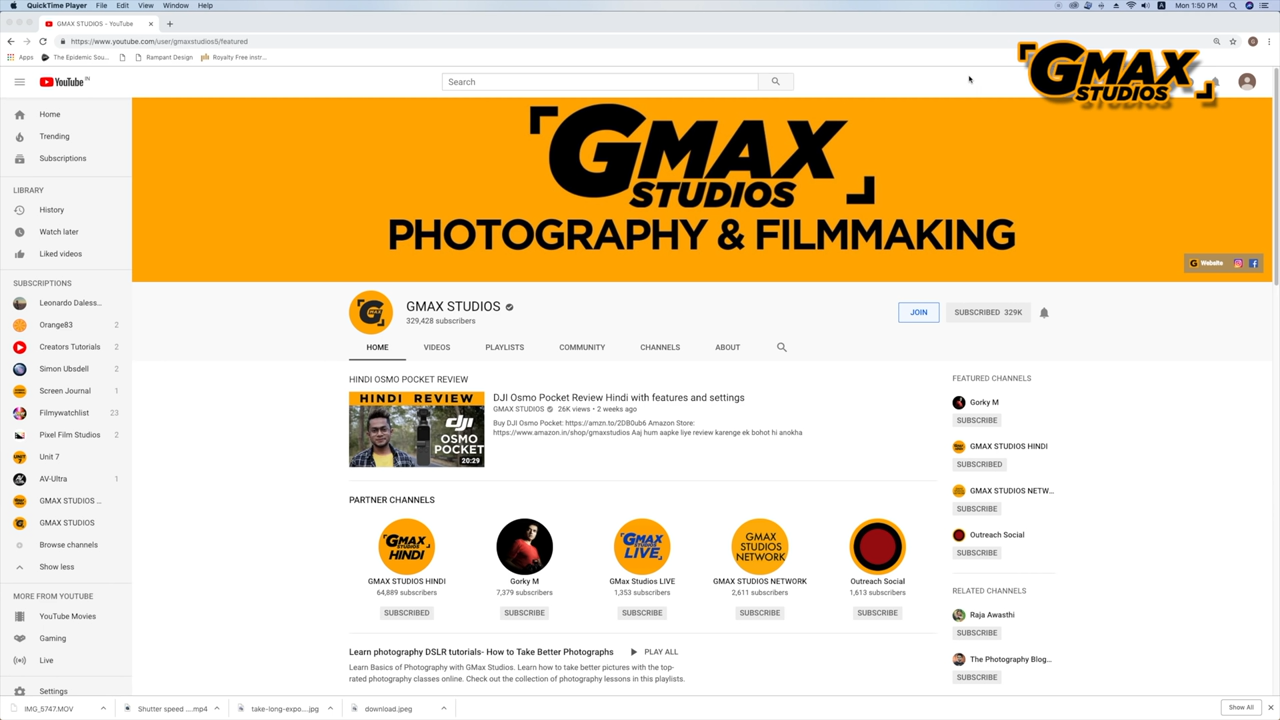 QuickTime Player File Edit View Window Help
Mon 1:50 PM
GMAX STUDIOS - YouTube
https://www.youtube.com/user/gmaxstudios5/featured
Apps The Epidemic Sou... Rampant Design Royalty Free instr...
GMAX STUDIOS
YouTube IN
Search
Home
Trending
Subscriptions
LIBRARY
History
Watch later
Liked videos
SUBSCRIPTIONS
Leonardo Daless...
Orange83 2
Creators Tutorials 2
Simon Ubsdell 2
Screen Journal 1
Filmywatchlist 23
Pixel Film Studios 2
Unit 7
AV-Ultra 1
GMAX STUDIOS ...
GMAX STUDIOS
Browse channels
Show less
MORE FROM YOUTUBE
YouTube Movies
Gaming
Live
Settings
GMAX
STUDIOS
PHOTOGRAPHY & FILMMAKING
Website
GMAX STUDIOS
329,428 subscribers
JOIN
SUBSCRIBED 329K
HOME VIDEOS PLAYLISTS COMMUNITY CHANNELS ABOUT
HINDI OSMO POCKET REVIEW
HINDI REVIEW
dji
OSMO
POCKET
20:29
DJI Osmo Pocket Review Hindi with features and settings
GMAX STUDIOS 26K views • 2 weeks ago
Buy DJI Osmo Pocket: https://amzn.to/2DB0ub6 Amazon Store:
https://www.amazon.in/shop/gmaxstudios Aaj hum aapke liye review karenge ek bohot hi anokha
PARTNER CHANNELS
GMAX STUDIOS HINDI
GMAX STUDIOS LIVE
GMAX STUDIOS NETWORK
GMAX STUDIOS HINDI
64,889 subscribers
SUBSCRIBED
Gorky M
7,379 subscribers
SUBSCRIBE
GMax Studios LIVE
1,353 subscribers
SUBSCRIBE
GMAX STUDIOS NETWORK
2,611 subscribers
SUBSCRIBE
Outreach Social
1,613 subscribers
SUBSCRIBE
Learn photography DSLR tutorials- How to Take Better Photographs PLAY ALL
Learn Basics of Photography with GMax Studios. Learn how to take better pictures with the top-
rated photography classes online. Check out the collection of photography lessons in this playlists.
FEATURED CHANNELS
Gorky M
SUBSCRIBE
GMAX STUDIOS HINDI
SUBSCRIBED
GMAX STUDIOS NETW...
SUBSCRIBE
Outreach Social
SUBSCRIBE
RELATED CHANNELS
Raja Awasthi
SUBSCRIBE
The Photography Blog...
SUBSCRIBE
IMG_5747.MOV
Shutter speed ....mp4
take-long-expo....jpg
download.jpeg
Show All